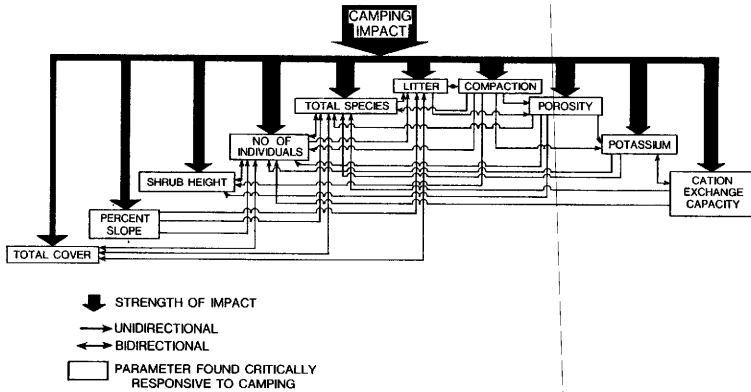 CAMPING
IMPACT
LITTER
COMPACTION
TOTAL SPECIES
POROSITY
NO. OF
INDIVIDUALS
POTASSIUM
SHRUB HEIGHT
CATION
EXCHANGE
CAPACITY
PERCENT
SLOPE
TOTAL COVER
STRENGTH OF IMPACT
UNIDIRECTIONAL
BIDIRECTIONAL
PARAMETER FOUND CRITICALLY
RESPONSIVE TO CAMPING